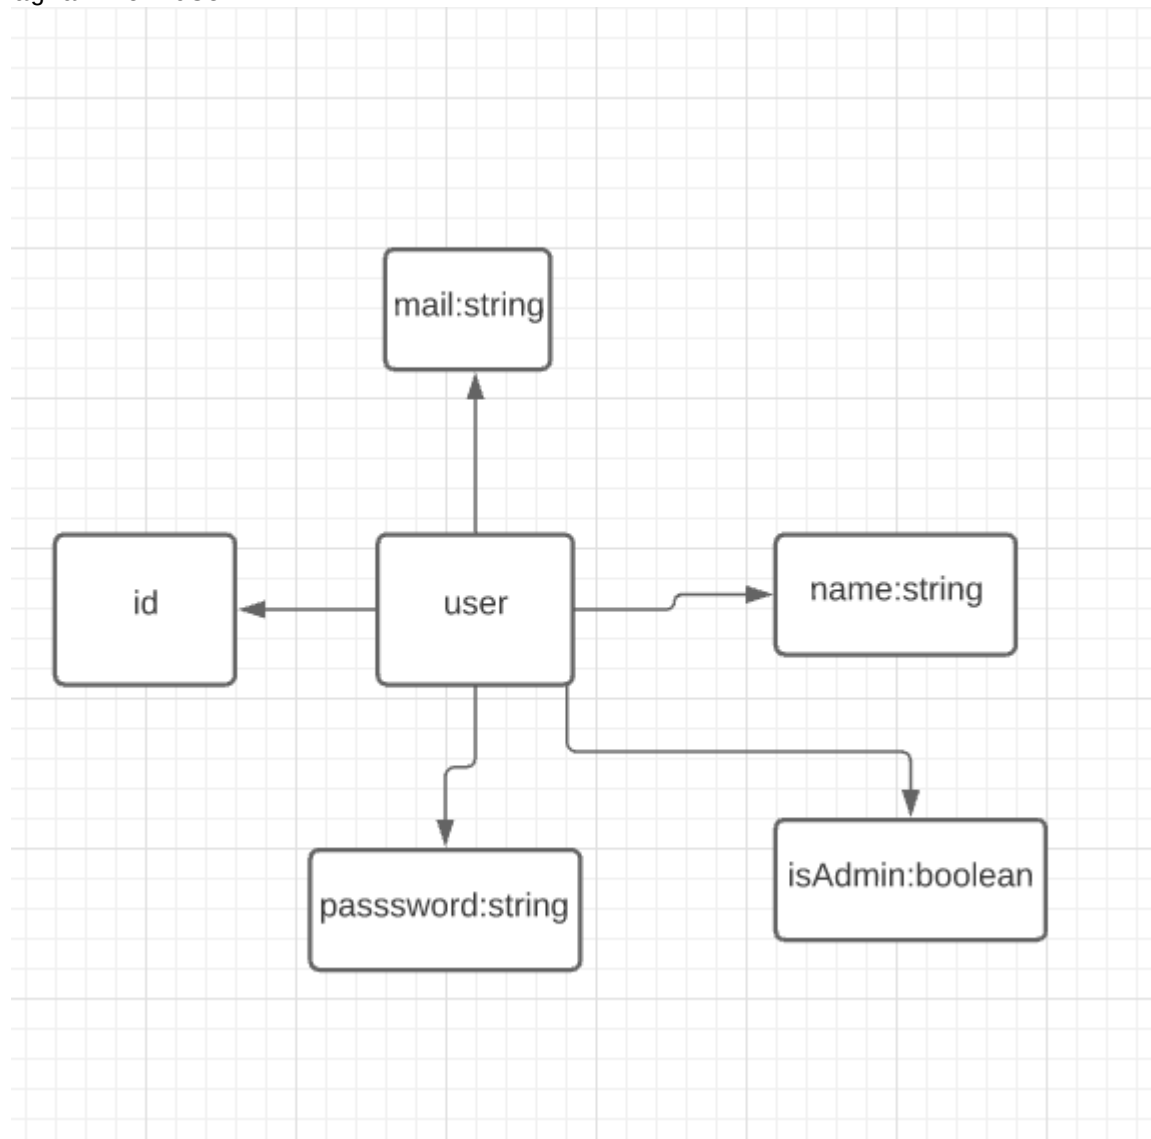 mail:string
id
user
name:string
isAdmin:boolean
passsword:string